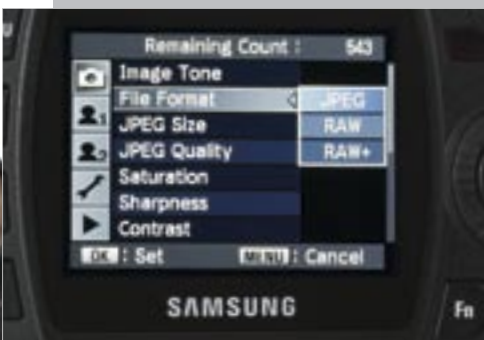 Remaining Count : 543
Image Tone
File Format JPEG
JPEG Size RAW
JPEG Quality RAW+
Saturation
Sharpness
Contrast
OK : Set MENU : Cancel
SAMSUNG
Fn